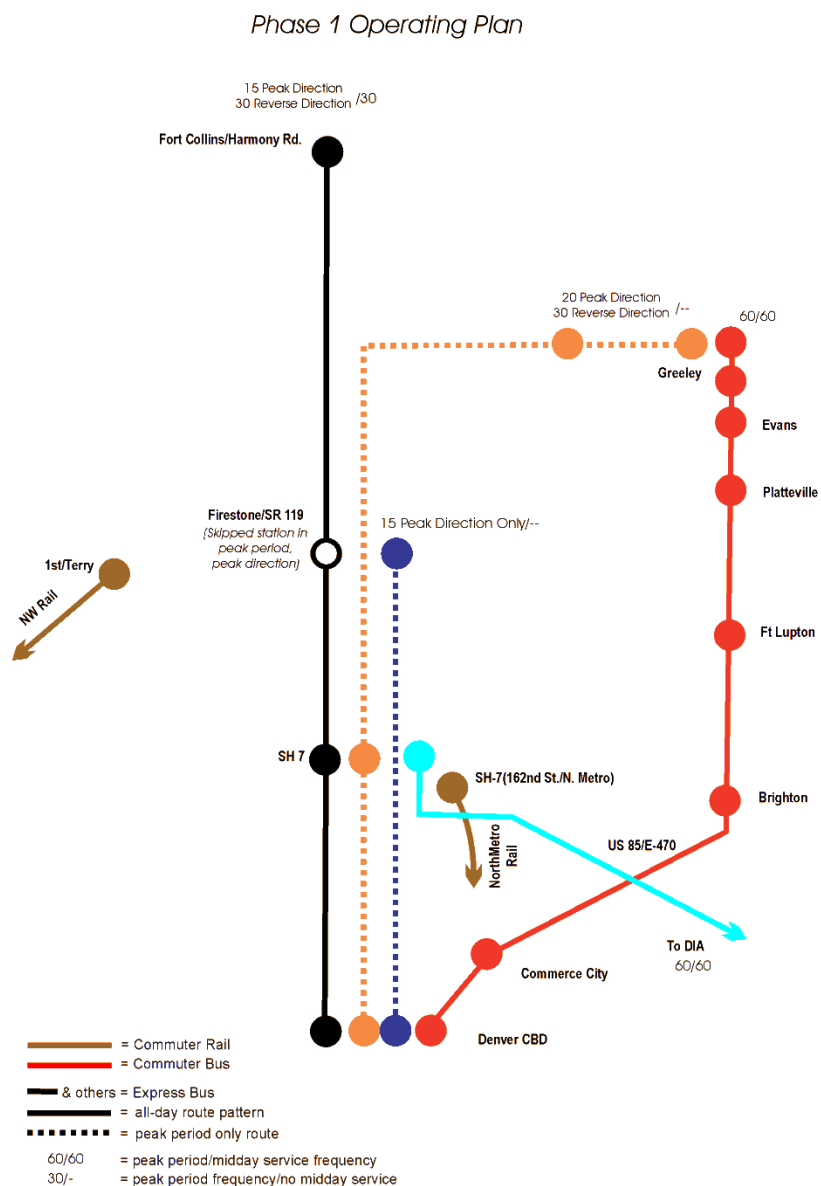 Phase 1 Operating Plan
15 Peak Direction
30 Reverse Direction /30
Fort Collins/Harmony Rd.
20 Peak Direction
30 Reverse Direction /--
60/60
Greeley
Evans
Platteville
Firestone/SR 119
(Skipped station in
peak period,
peak direction)
15 Peak Direction Only/--
1st/Terry
NW Rail
Ft Lupton
SH 7
SH-7(162nd St./N. Metro)
Brighton
NorthMetro
Rail
US 85/E-470
To DIA
60/60
Commerce City
Denver CBD
= Commuter Rail
= Commuter Bus
& others = Express Bus
= all-day route pattern
= peak period only route
60/60 = peak period/midday service frequency
30/- = peak period frequency/no midday service